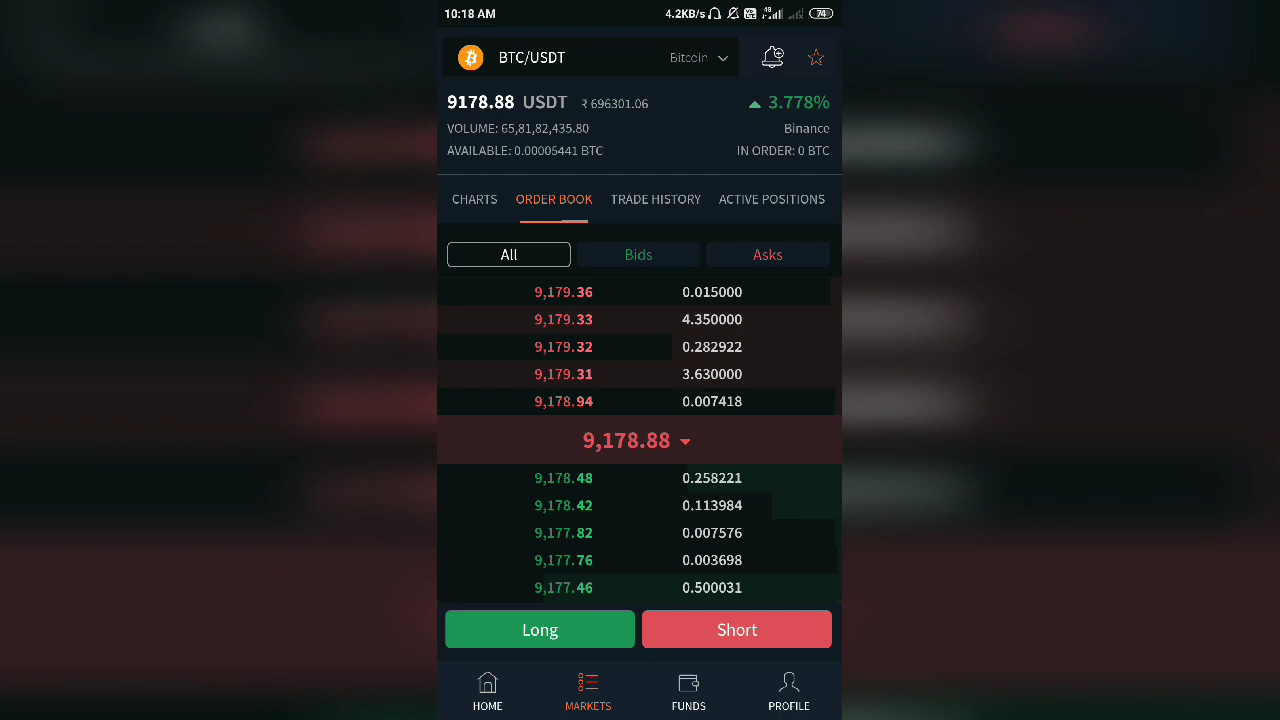 10:18 AM 4.2KB/s 4G 74
BTC/USDT Bitcoin
9178.88 USDT ₹ 696301.06 3.778%
VOLUME: 65,81,82,435.80 Binance
AVAILABLE: 0.00005441 BTC IN ORDER: 0 BTC
CHARTS ORDER BOOK TRADE HISTORY ACTIVE POSITIONS
All Bids Asks
9,179.36 0.015000
9,179.33 4.350000
9,179.32 0.282922
9,179.31 3.630000
9,178.94 0.007418
9,178.88
9,178.48 0.258221
9,178.42 0.113984
9,177.82 0.007576
9,177.76 0.003698
9,177.46 0.500031
Long Short
HOME MARKETS FUNDS PROFILE